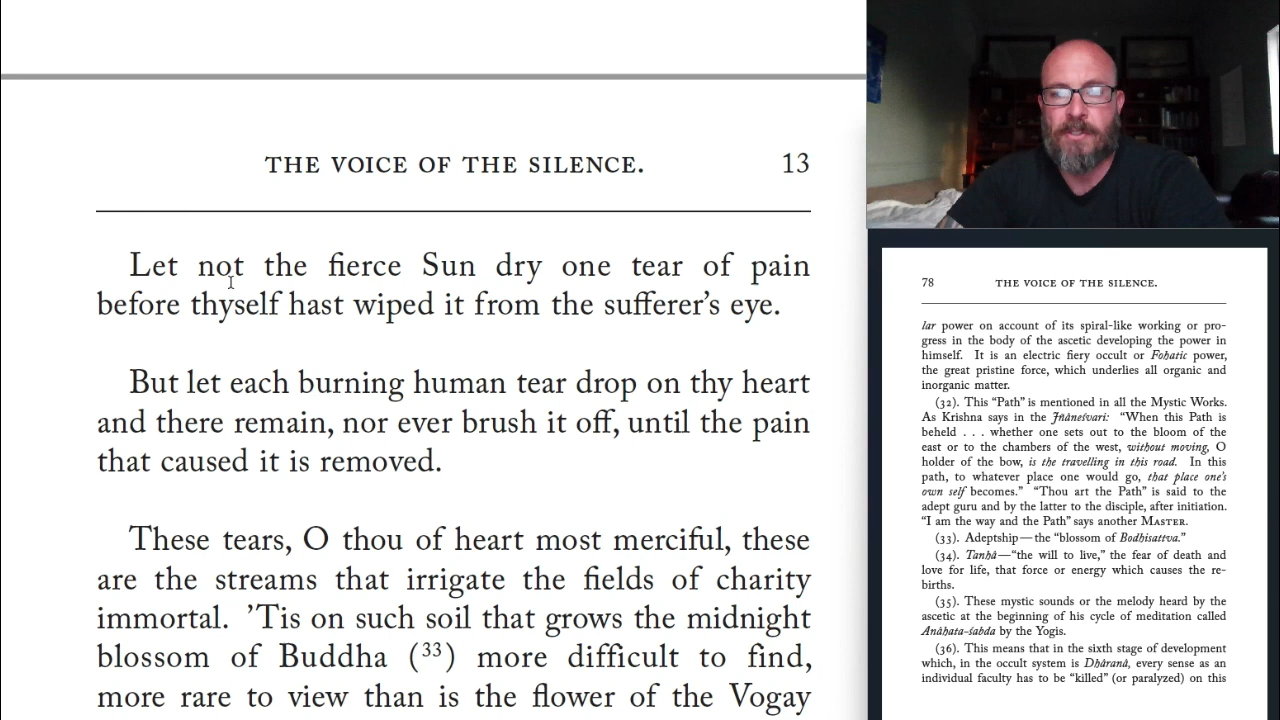 THE VOICE OF THE SILENCE. 13
Let not the fierce Sun dry one tear of pain
before thyself hast wiped it from the sufferer’s eye.
But let each burning human tear drop on thy heart
and there remain, nor ever brush it off, until the pain
that caused it is removed.
These tears, O thou of heart most merciful, these
are the streams that irrigate the fields of charity
immortal. ’Tis on such soil that grows the midnight
blossom of Buddha (33) more difficult to find,
more rare to view than is the flower of the Vogay
78 THE VOICE OF THE SILENCE.
lar power on account of its spiral-like working or pro-
gress in the body of the ascetic developing the power in
himself. It is an electric fiery occult or Fohatic power,
the great pristine force, which underlies all organic and
inorganic matter.
(32). This “Path” is mentioned in all the Mystic Works.
As Krishna says in the Jñâneśvari: “When this Path is
beheld . . . whether one sets out to the bloom of the
east or to the chambers of the west, without moving, O
holder of the bow, is the travelling in this road. In this
path, to whatever place one would go, that place one’s
own self becomes.” “Thou art the Path” is said to the
adept guru and by the latter to the disciple, after initiation.
“I am the way and the Path” says another MASTER.
(33). Adeptship—the “blossom of Bodhisattva.”
(34). Tanhâ—“the will to live,” the fear of death and
love for life, that force or energy which causes the re-
births.
(35). These mystic sounds or the melody heard by the
ascetic at the beginning of his cycle of meditation called
Anâhata-śabda by the Yogis.
(36). This means that in the sixth stage of development
which, in the occult system is Dhâranâ, every sense as an
individual faculty has to be “killed” (or paralyzed) on this